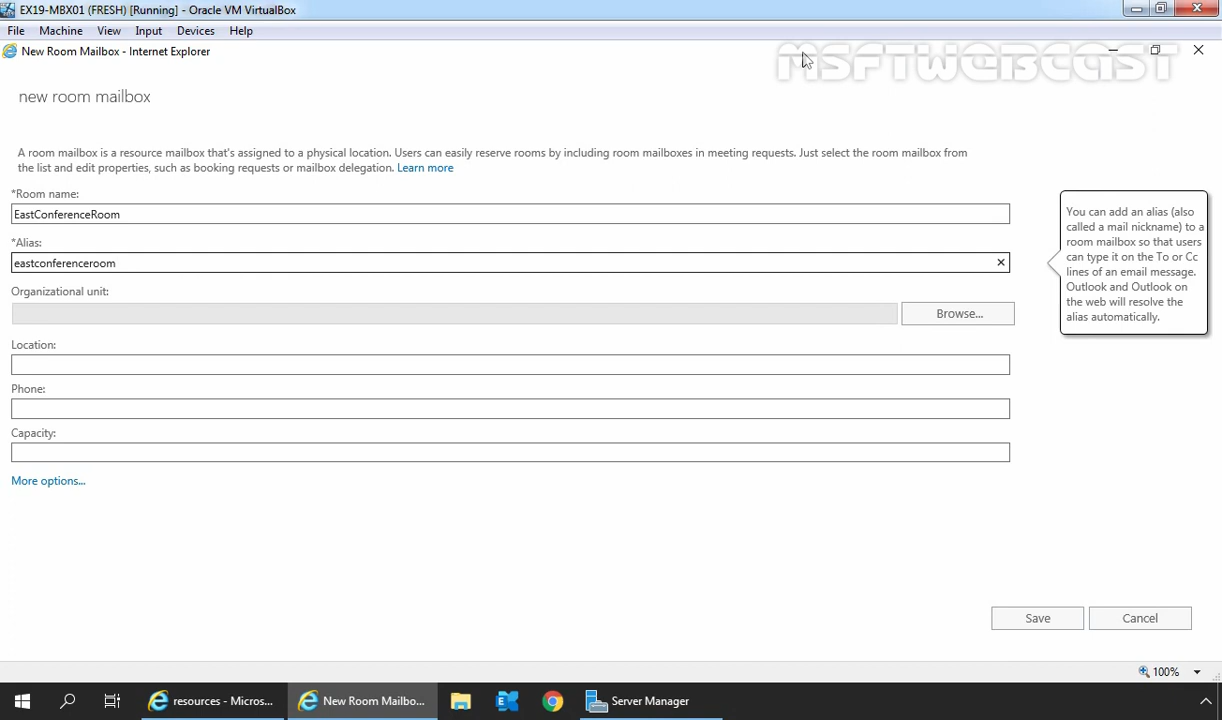 EX19-MBX01 (FRESH) [Running] - Oracle VM VirtualBox
File Machine View Input Devices Help
New Room Mailbox - Internet Explorer
MSFTWEBCAST
new room mailbox
A room mailbox is a resource mailbox that's assigned to a physical location. Users can easily reserve rooms by including room mailboxes in meeting requests. Just select the room mailbox from
the list and edit properties, such as booking requests or mailbox delegation. Learn more
*Room name:
EastConferenceRoom
*Alias:
eastconferenceroom
You can add an alias (also
called a mail nickname) to a
room mailbox so that users
can type it on the To or Cc
lines of an email message.
Outlook and Outlook on
the web will resolve the
alias automatically.
Organizational unit:
Browse...
Location:
Phone:
Capacity:
More options...
Save Cancel
100%
resources - Micros... New Room Mailbo... Server Manager